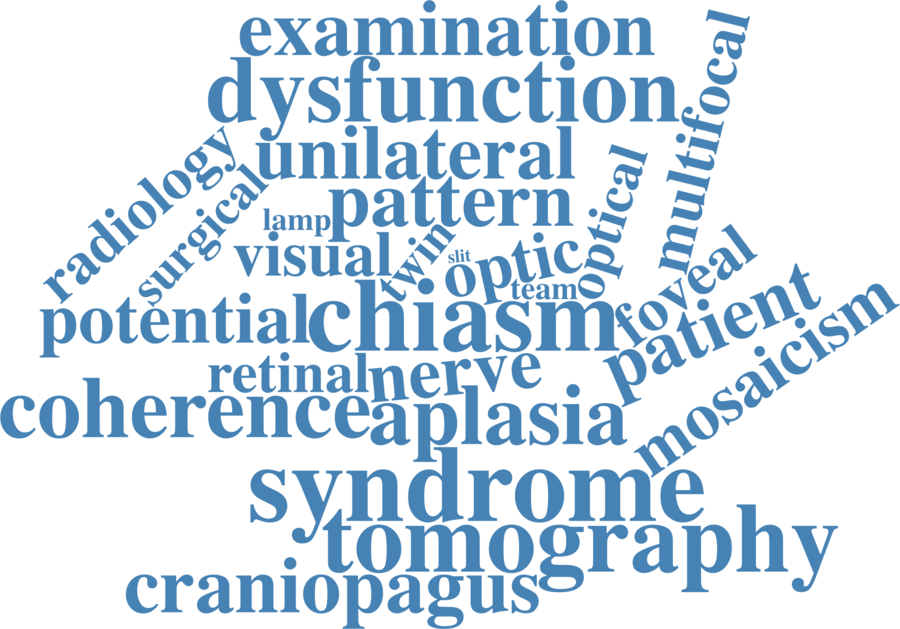 examination
dysfunction
multifocal
unilateral
radiology
surgical
pattern
optical
lamp
visual
twin
slit
optic
team
foveal
potential
chiasm
patient
mosaicism
retinal
nerve
coherence
aplasia
syndrome
tomography
craniopagus